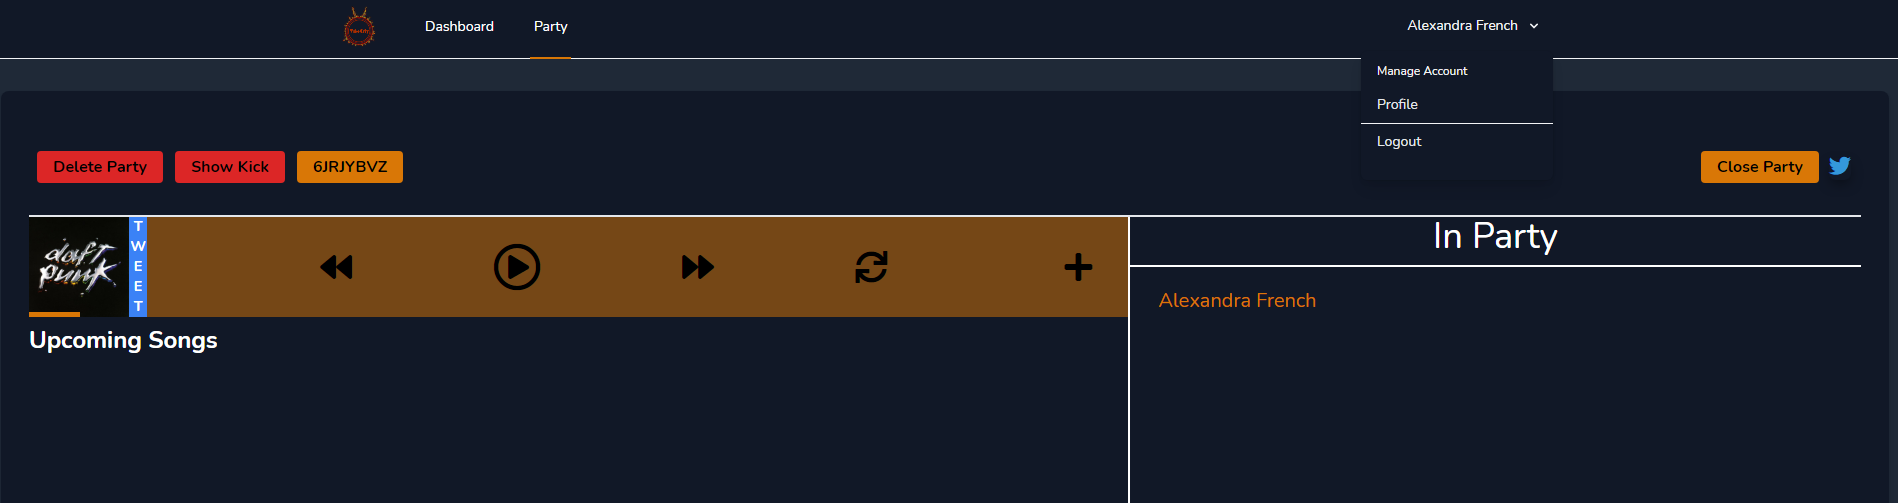 Dashboard
Party
Alexandra French
Manage Account
Profile
Logout
Delete Party
Show Kick
6JRJYBVZ
Close Party
daft
punk
T
W
E
E
T
In Party
Alexandra French
Upcoming Songs